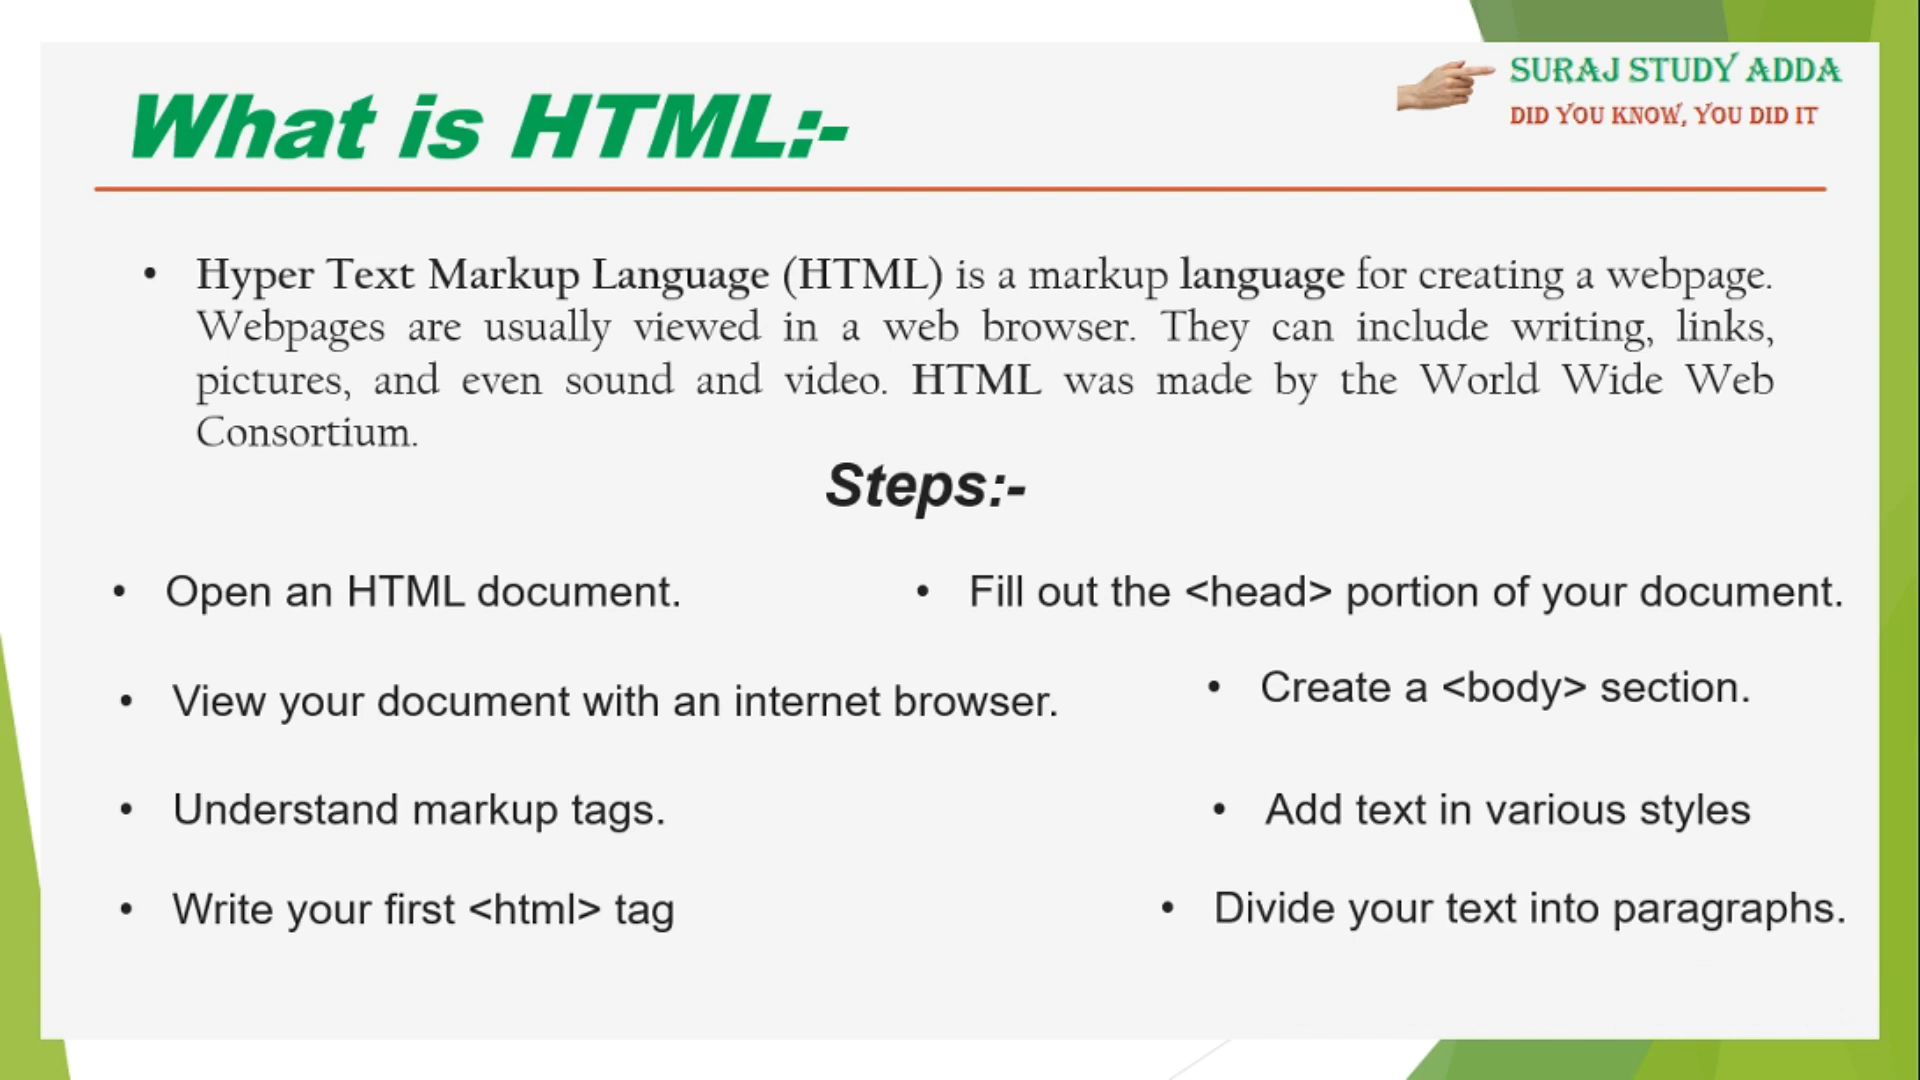 What is HTML:-
SURAJ STUDY ADDA
DID YOU KNOW, YOU DID IT
• Hyper Text Markup Language (HTML) is a markup language for creating a webpage.
Webpages are usually viewed in a web browser. They can include writing, links,
pictures, and even sound and video. HTML was made by the World Wide Web
Consortium.
Steps:-
• Open an HTML document.
• View your document with an internet browser.
• Understand markup tags.
• Write your first <html> tag
• Fill out the <head> portion of your document.
• Create a <body> section.
• Add text in various styles
• Divide your text into paragraphs.